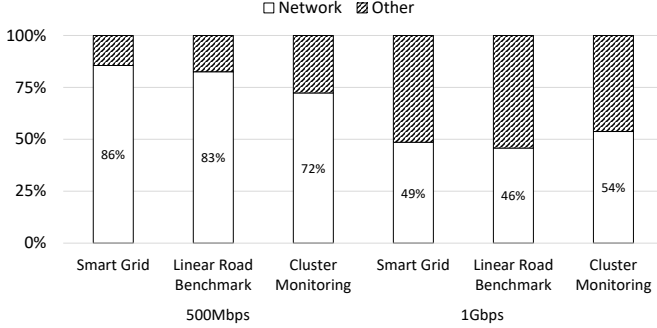 Network Other
100%
75%
50%
25%
0%
86%
83%
72%
49%
46%
54%
Smart Grid
Linear Road
Benchmark
Cluster
Monitoring
Smart Grid
Linear Road
Benchmark
Cluster
Monitoring
500Mbps
1Gbps